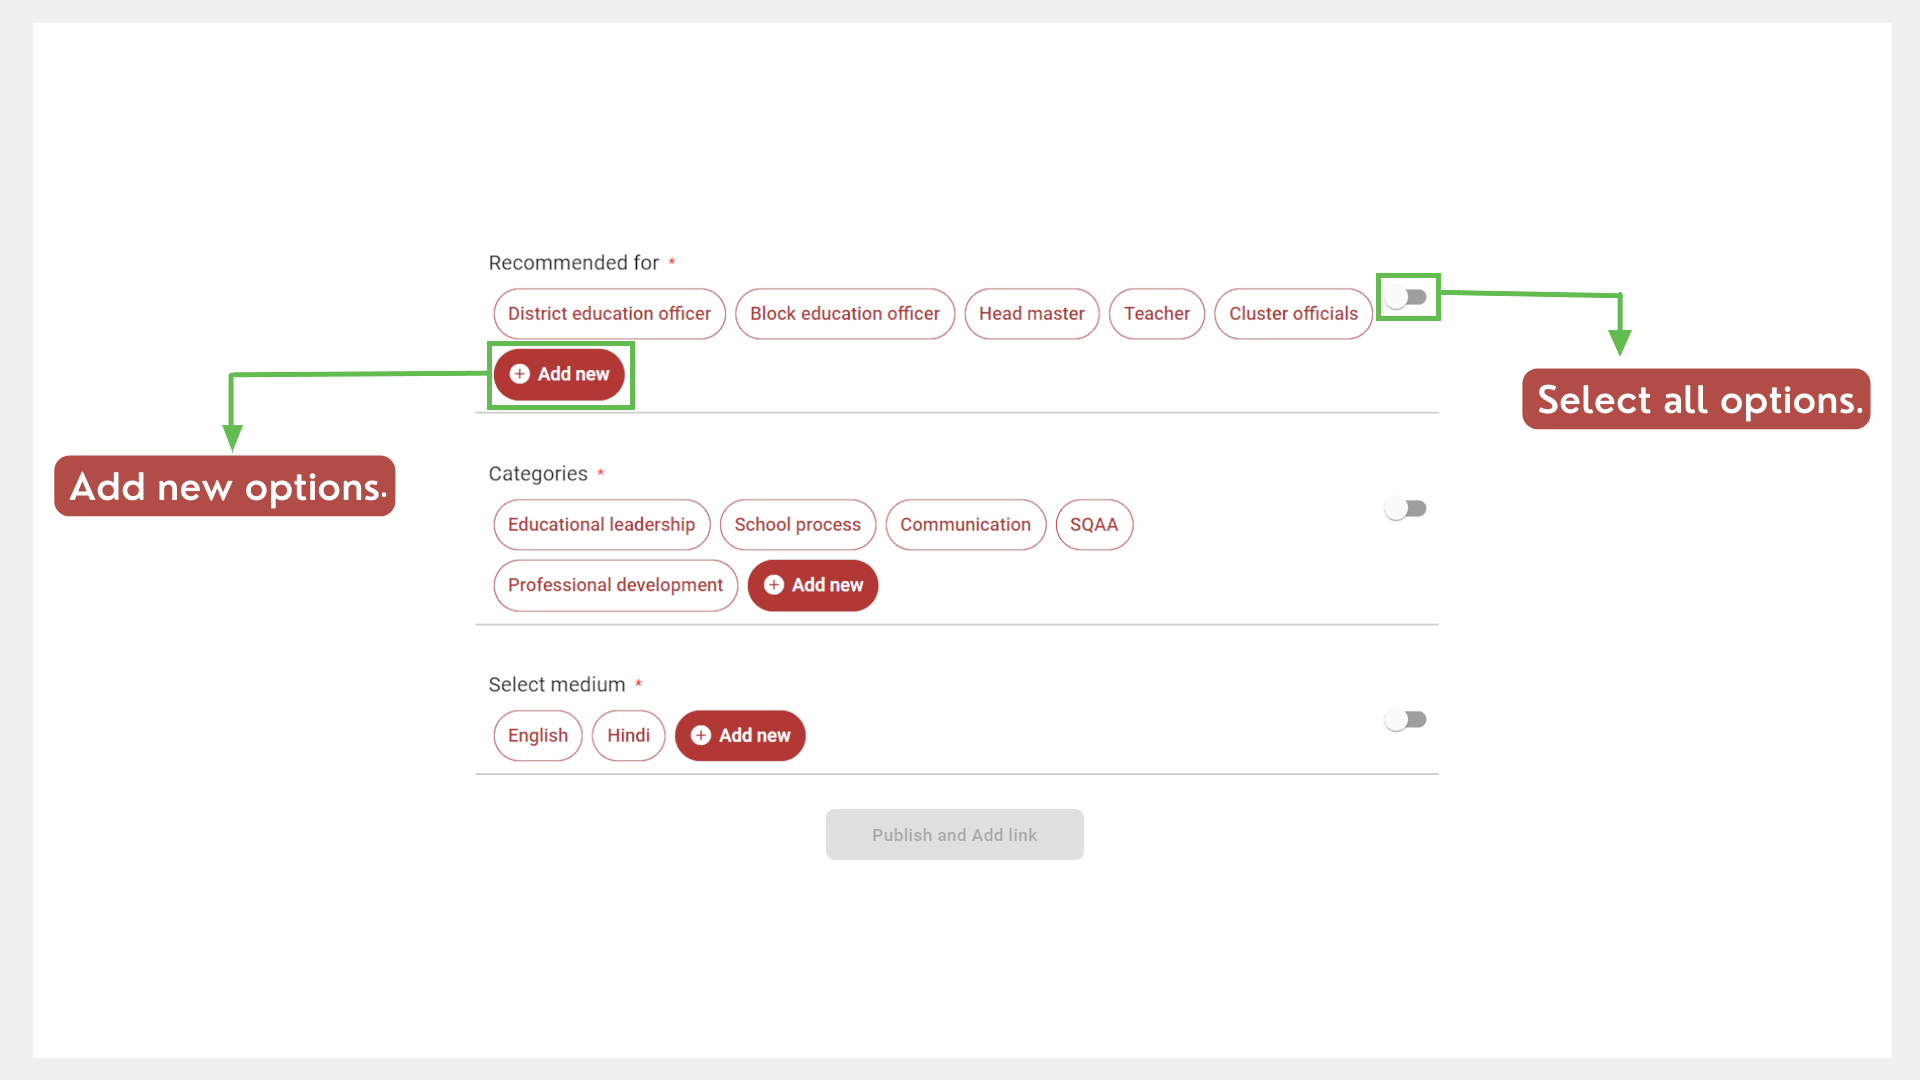 Recommended for *
District education officer Block education officer Head master Teacher Cluster officials
Add new
Select all options.
Add new options.
Categories *
Educational leadership School process Communication SQAA
Professional development Add new
Select medium *
English Hindi Add new
Publish and Add link